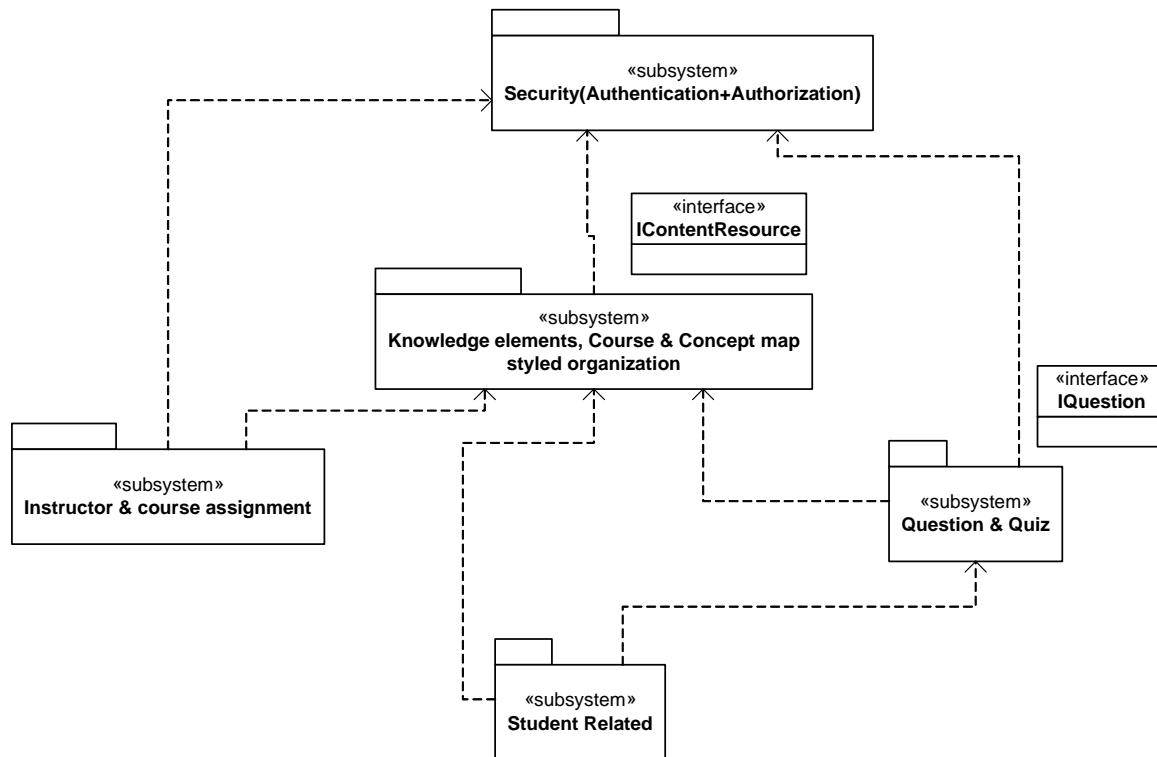 «subsystem»
Security(Authentication+Authorization)
«interface»
IContentResource
«subsystem»
Knowledge elements, Course & Concept map
styled organization
«interface»
IQuestion
«subsystem»
Instructor & course assignment
«subsystem»
Question & Quiz
«subsystem»
Student Related